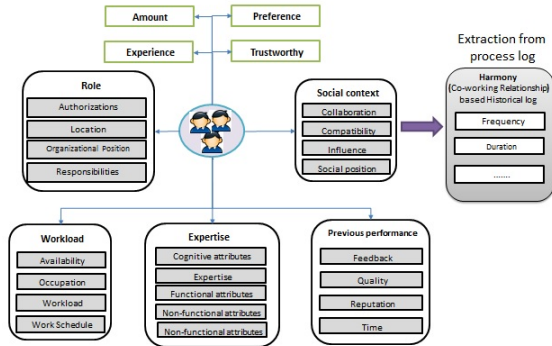 Amount
Preference
Experience
Trustworthy
Extraction from
process log
Role
Authorizations
Location
Organizational Position
Responsibilities
Social context
Collaboration
Compatibility
Influence
Social position
Harmony
(Co-working Relationship)
based Historical log
Frequency
Duration
.......
Workload
Availability
Occupation
Workload
Work Schedule
Expertise
Cognitive attributes
Expertise
Functional attributes
Non-functional attributes
Non-functional attributes
Previous performance
Feedback
Quality
Reputation
Time